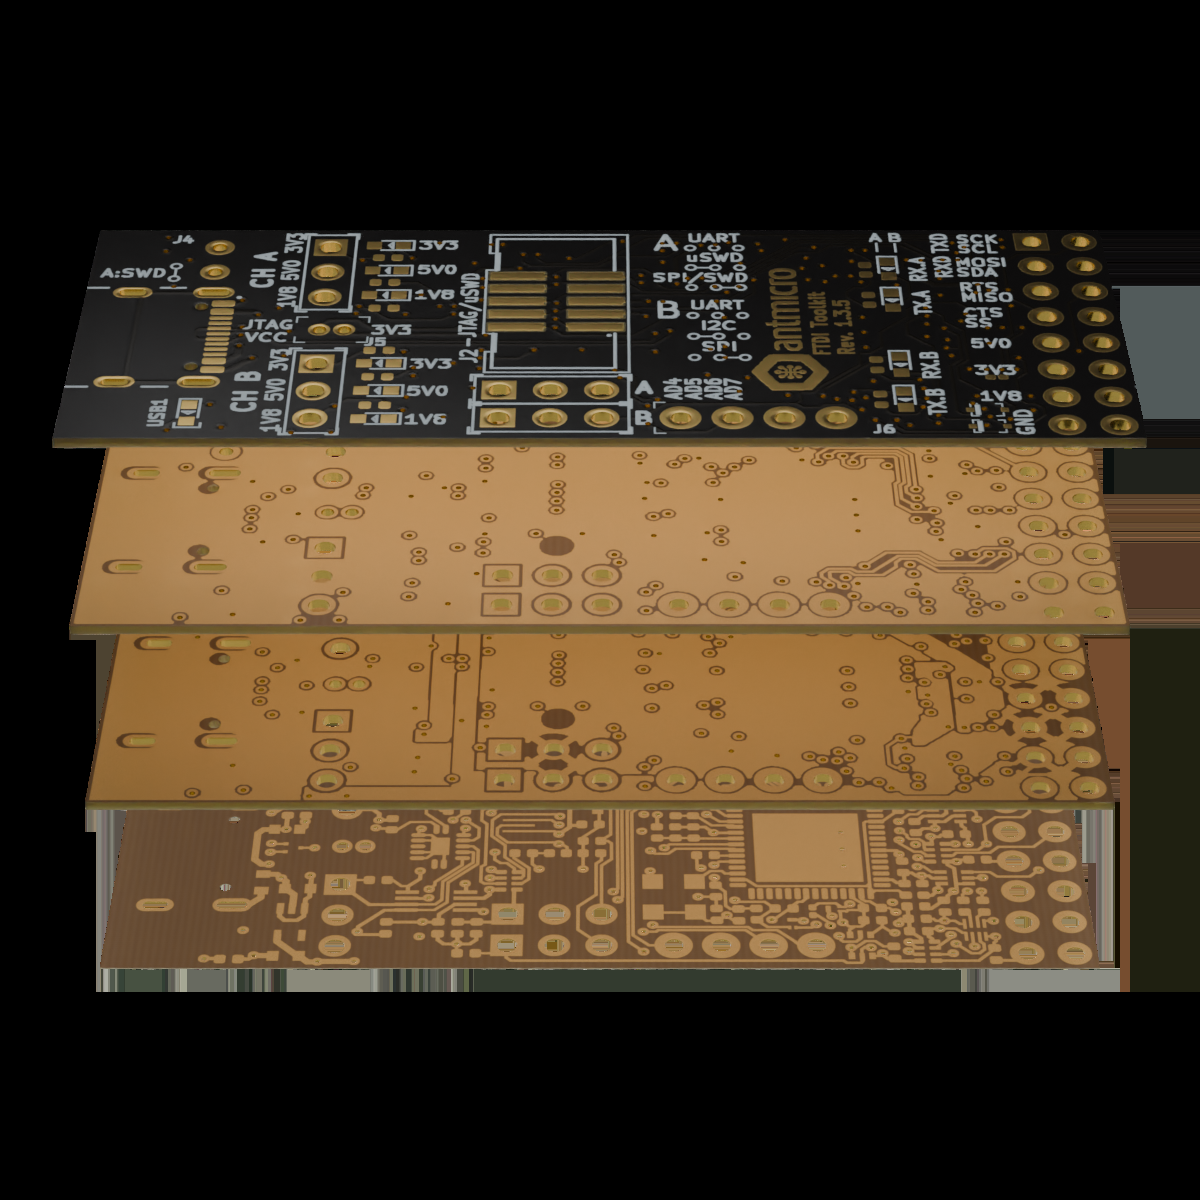 J4
A:SWD
CH A
1V8 5V0 3V3
3V3
5V0
1V8
JTAG
VCC
3V3
J5
CH B
1V8 5V0 3V3
3V3
5V0
1V6
USB1
J2-JTAG/uSWD
A
UART
uSWD
SPI/SWD
B
UART
I2C
SPI
A
B
AD4
AD5
AD6
AD7
antmicro
FTDI Toolkit
Rev. 1.3.5
A B
RX.A
TX.A
RX.B
TX.B
J6
RXD TXD
SCK
SCL
MOSI
SDA
RTS
MISO
CTS
SS
5V0
3V3
1V8
GND